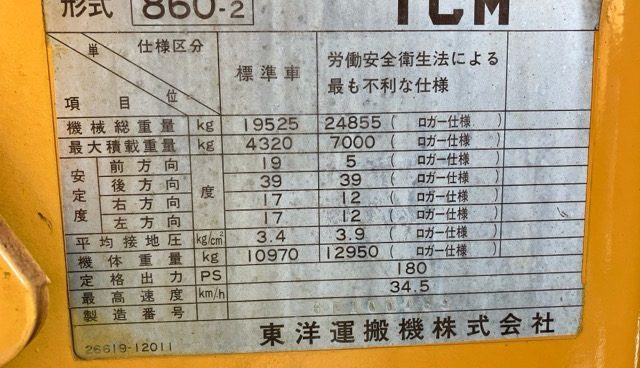 形式 860-2 TCM
単位 仕様区分 項目 標準車 労働安全衛生法による
最も不利な仕様
機械総重量 kg 19525 24855 ( ロガー仕様
最大積載重量 kg 4320 7000 ( ロガー仕様
安定度 前方向 度 19 5 ( ロガー仕様
後方向 39 39 ( ロガー仕様
右方向 17 12 ( ロガー仕様
左方向 17 12 ( ロガー仕様
平均接地圧 kg/cm² 3.4 3.9 ( ロガー仕様
機体重量 kg 10970 12950 ( ロガー仕様
定格出力 PS 180
最高速度 km/h 34.5
製造番号
東洋運搬機株式会社
26619-12011